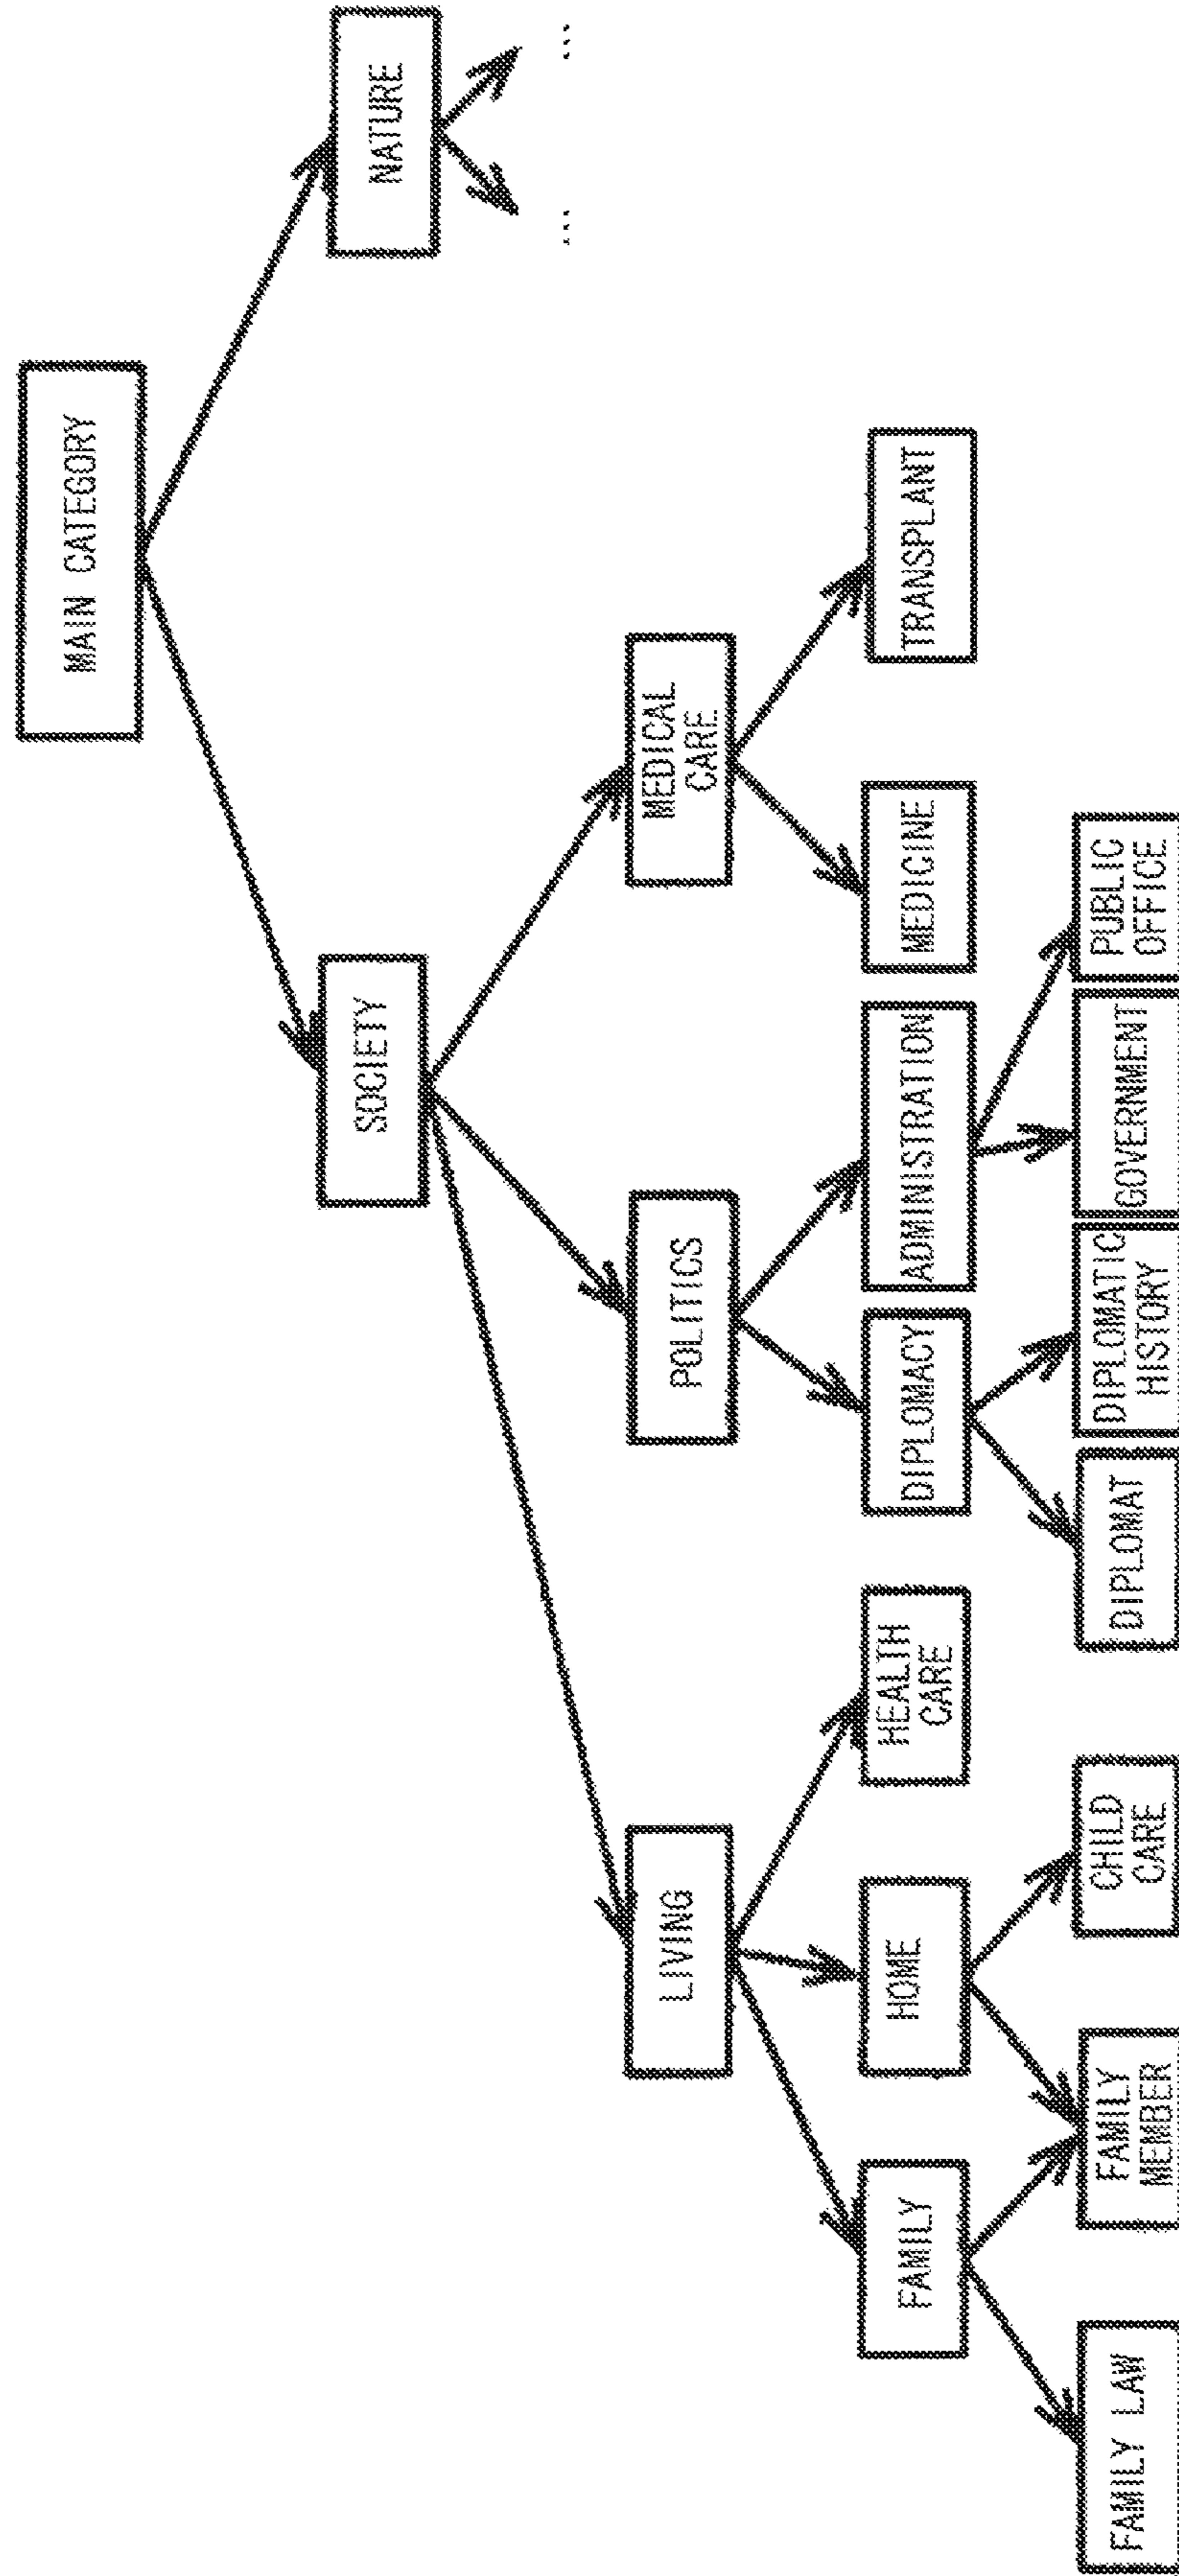 MAIN CATEGORY
SOCIETY
NATURE
LIVING
POLITICS
MEDICAL
CARE
...
...
FAMILY
HOME
HEALTH
CARE
DIPLOMACY
ADMINISTRATION
MEDICINE
TRANSPLANT
FAMILY LAW
FAMILY
MEMBER
CHILD
CARE
DIPLOMAT
DIPLOMATIC
HISTORY
GOVERNMENT
PUBLIC
OFFICE